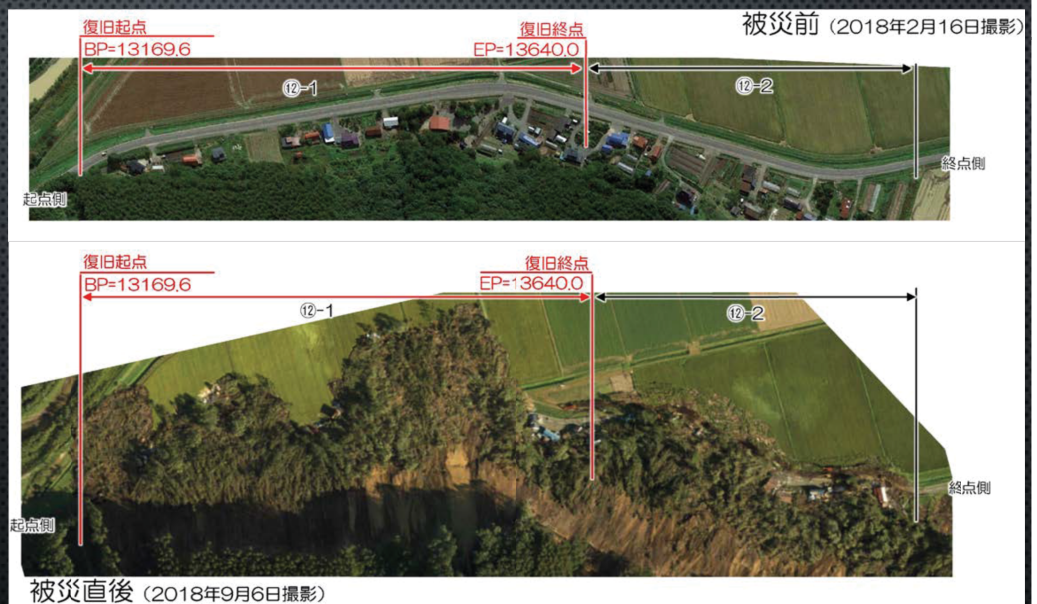 被災前（2018年2月16日撮影）
復旧起点
BP=13169.6
復旧終点
EP=13640.0
⑫-1
⑫-2
起点側
終点側
復旧起点
BP=13169.6
復旧終点
EP=13640.0
⑫-1
⑫-2
起点側
終点側
被災直後（2018年9月6日撮影）